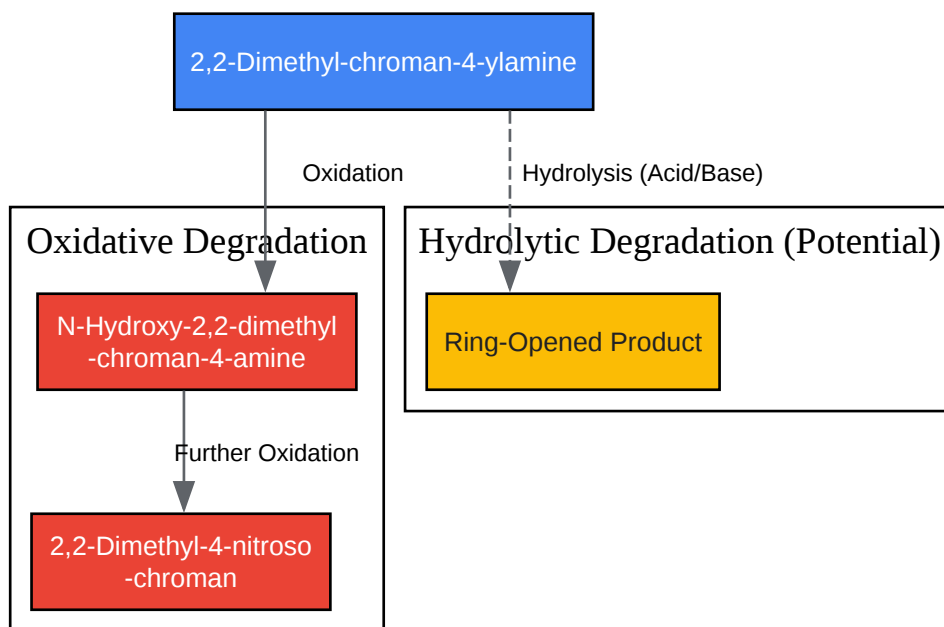 2,2-Dimethyl-chroman-4-ylamine
Oxidation
Hydrolysis (Acid/Base)
Oxidative Degradation
Hydrolytic Degradation (Potential)
N-Hydroxy-2,2-dimethyl
-chroman-4-amine
Ring-Opened Product
Further Oxidation
2,2-Dimethyl-4-nitroso
-chroman